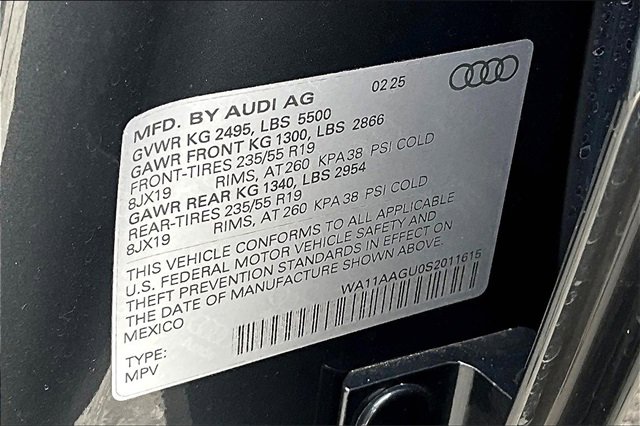 MFD. BY AUDI AG 02 25
GVWR KG 2495, LBS 5500
GAWR FRONT KG 1300, LBS 2866
FRONT-TIRES 235/55 R19
8JX19 RIMS, AT 260 KPA 38 PSI COLD
GAWR REAR KG 1340, LBS 2954
REAR-TIRES 235/55 R19
8JX19 RIMS, AT 260 KPA 38 PSI COLD
THIS VEHICLE CONFORMS TO ALL APPLICABLE
U.S. FEDERAL MOTOR VEHICLE SAFETY AND
THEFT PREVENTION STANDARDS IN EFFECT ON
THE DATE OF MANUFACTURE SHOWN ABOVE.
MEXICO WA11AAGU0S2011615
TYPE:
MPV